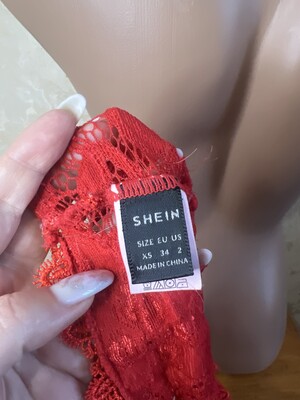 SHEIN
SIZE EU US
XS 34 2
MADE IN CHINA